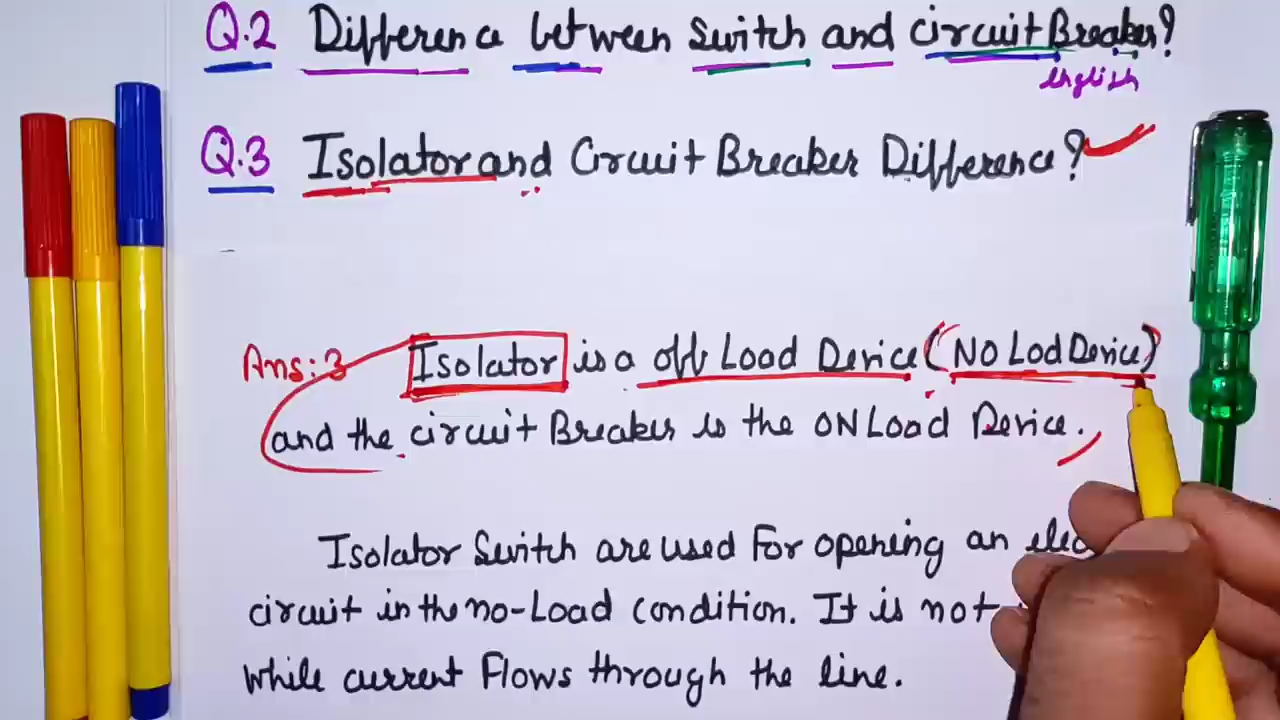 Q.2 Difference between switch and circuit Breaker?
English
Q.3 Isolator and Circuit Breaker Difference?
Ans:3 Isolator is a off Load Device (NO Lod Device)
and the circuit Breaker is the ON Load Device.
Isolator Switch are used For opening an
circuit in the no-Load condition. It is not
while current Flows through the line.